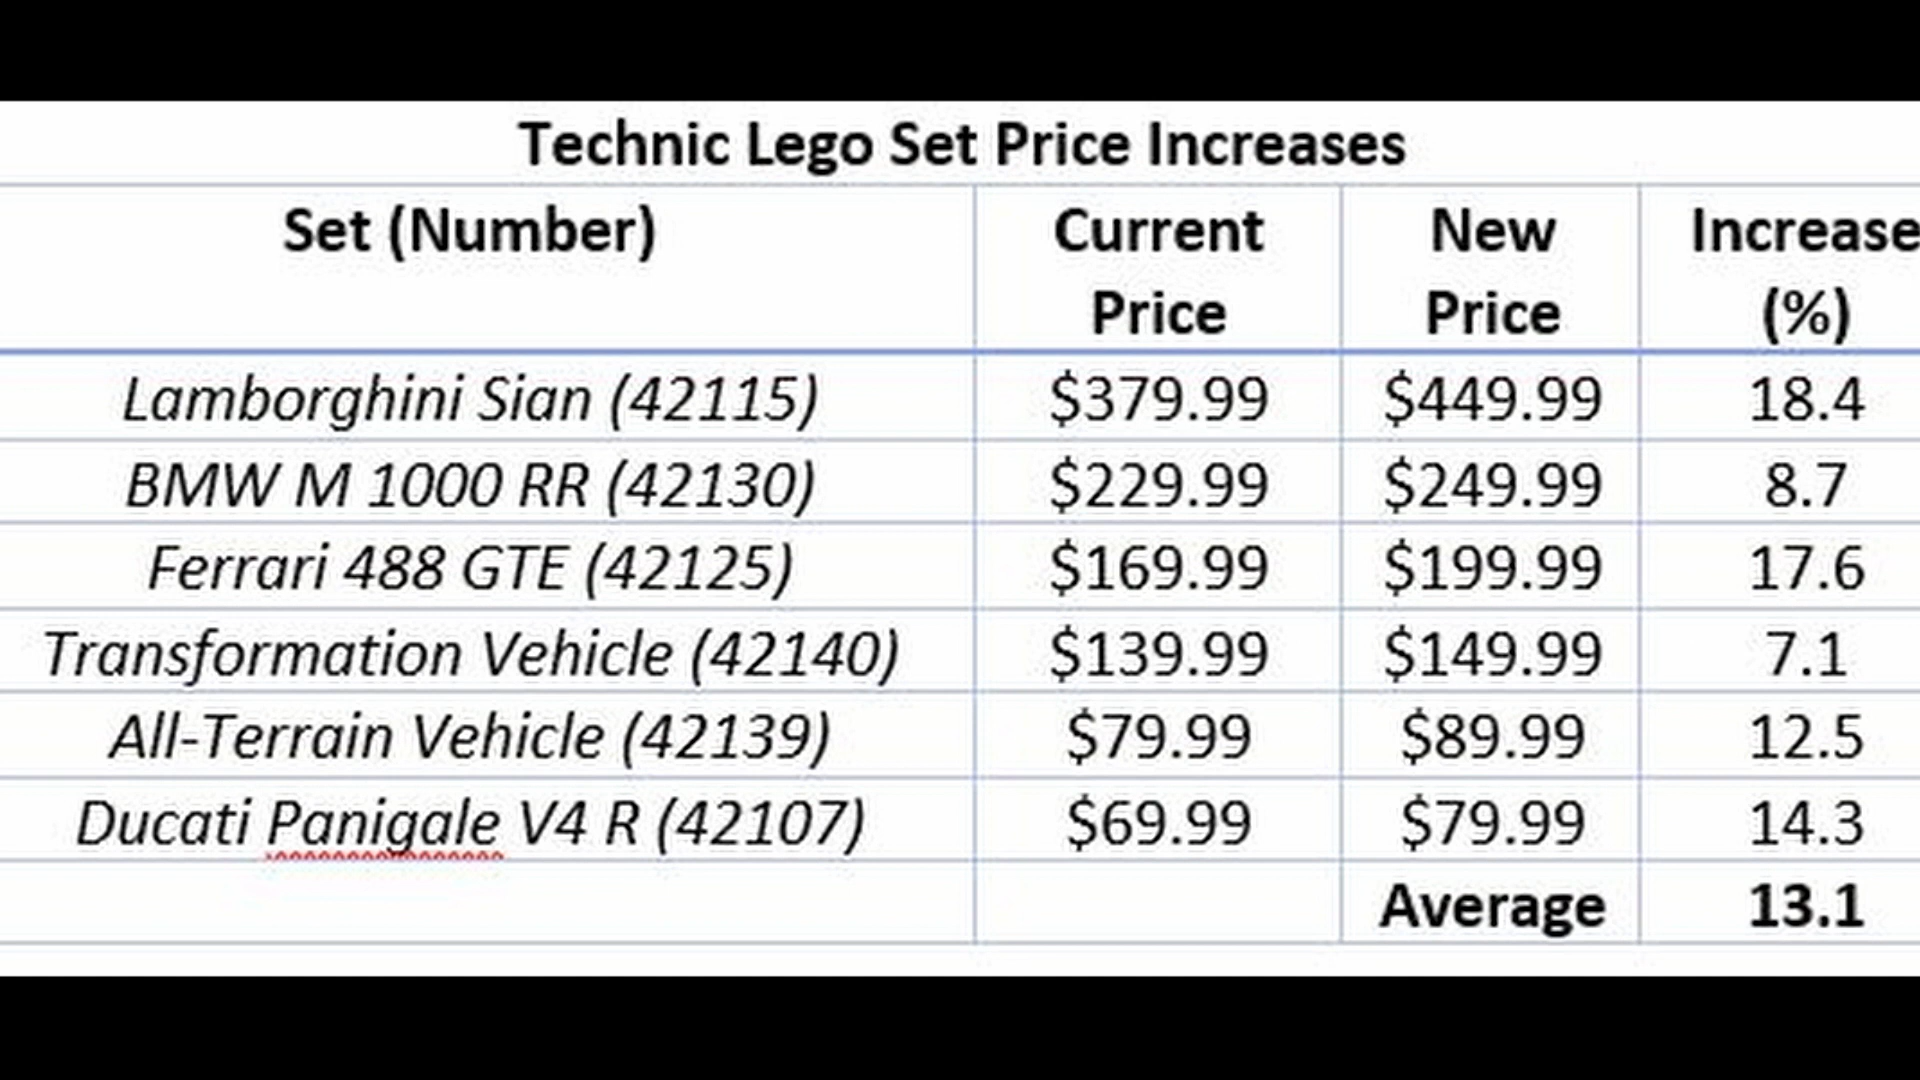 Technic Lego Set Price Increases
Set (Number) Current Price New Price Increase (%)
Lamborghini Sian (42115) $379.99 $449.99 18.4
BMW M 1000 RR (42130) $229.99 $249.99 8.7
Ferrari 488 GTE (42125) $169.99 $199.99 17.6
Transformation Vehicle (42140) $139.99 $149.99 7.1
All-Terrain Vehicle (42139) $79.99 $89.99 12.5
Ducati Panigale V4 R (42107) $69.99 $79.99 14.3
Average 13.1